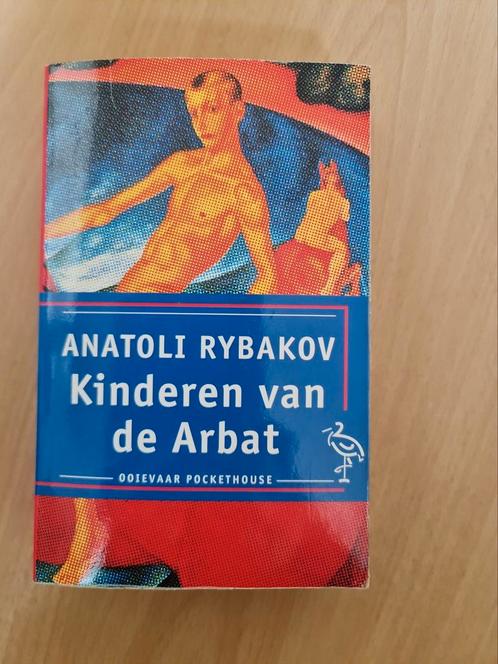 ANATOLI RYBAKOV
Kinderen van
de Arbat
OOIEVAAR POCKETHOUSE